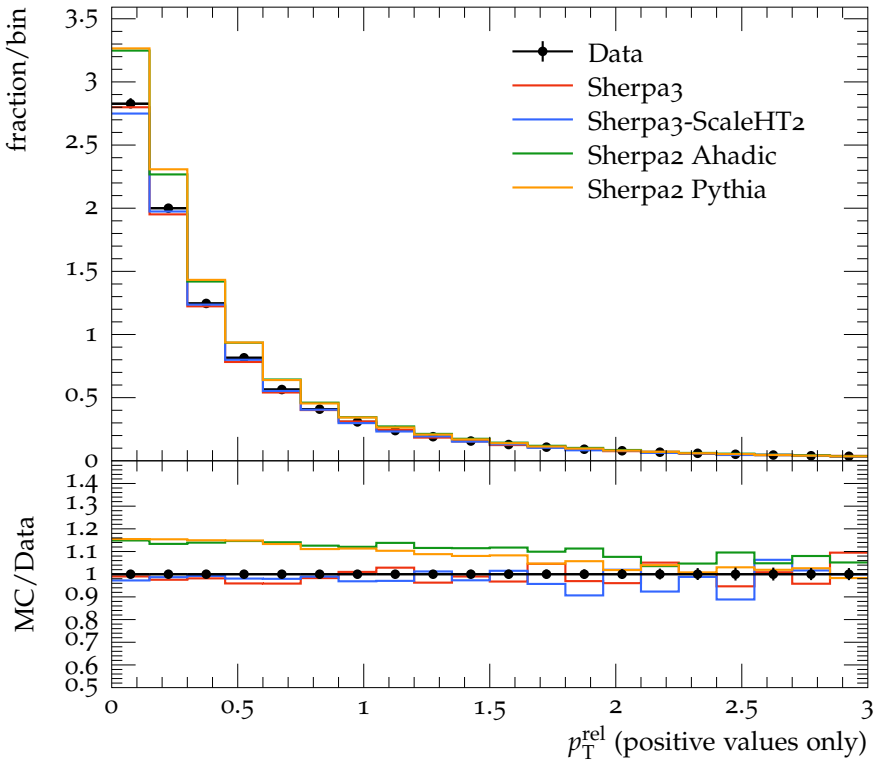 fraction/bin
3.5
3
2.5
2
1.5
1
0.5
0
Data
Sherpa3
Sherpa3-ScaleHT2
Sherpa2 Ahadic
Sherpa2 Pythia
MC/Data
1.4
1.3
1.2
1.1
1
0.9
0.8
0.7
0.6
0.5
0 0.5 1 1.5 2 2.5 3
p_T^rel (positive values only)